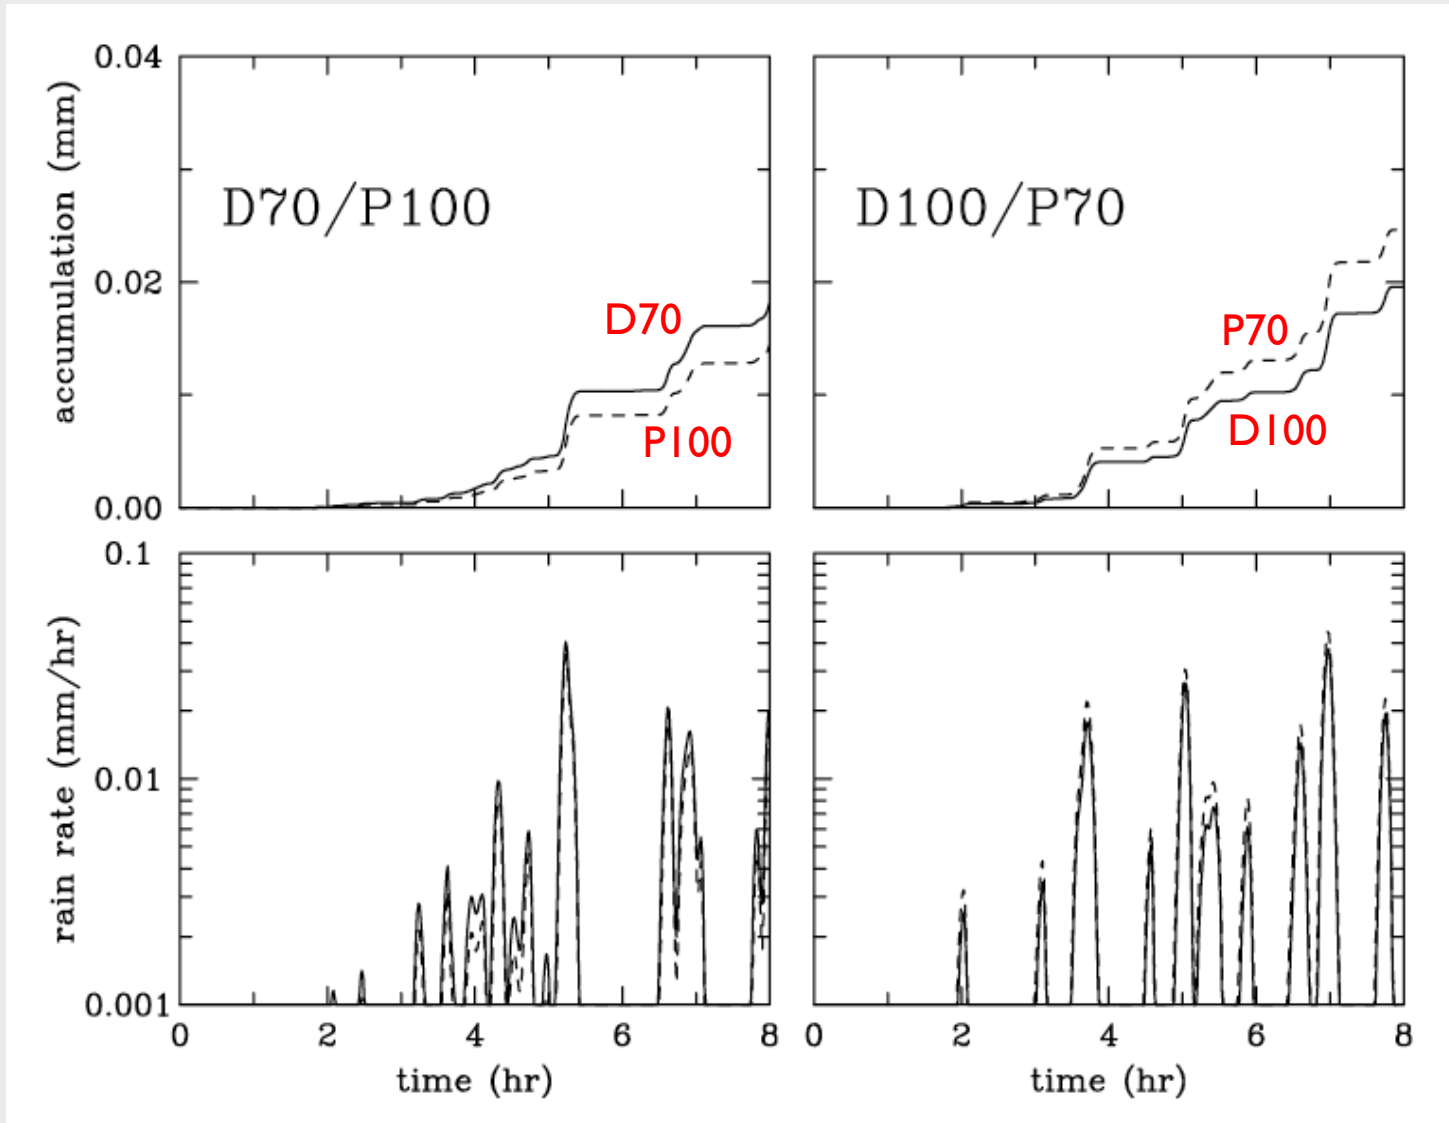 0.04
0.02
0.00
accumulation (mm)
D70/P100
D70
P100
D100/P70
P70
D100
0.1
0.01
0.001
rain rate (mm/hr)
0 2 4 6 8
time (hr)
0 2 4 6 8
time (hr)